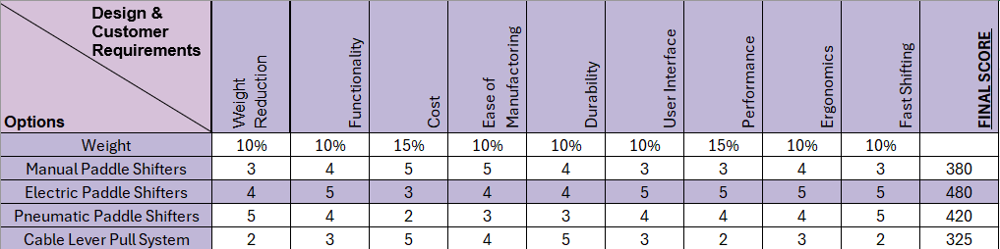 Design &
Customer
Requirements
Options
Weight
Reduction
Functionalty
Cost
Ease of
Manufactoring
Durability
User Interface
Performance
Ergonomics
Fast Shifting
FINAL SCORE
Weight 10% 10% 15% 10% 10% 10% 15% 10% 10%
Manual Paddle Shifters 3 4 5 5 4 3 3 4 3 380
Electric Paddle Shifters 4 5 3 4 4 5 5 5 5 480
Pneumatic Paddle Shifters 5 4 2 3 3 4 4 4 5 420
Cable Lever Pull System 2 3 5 4 5 3 2 3 2 325